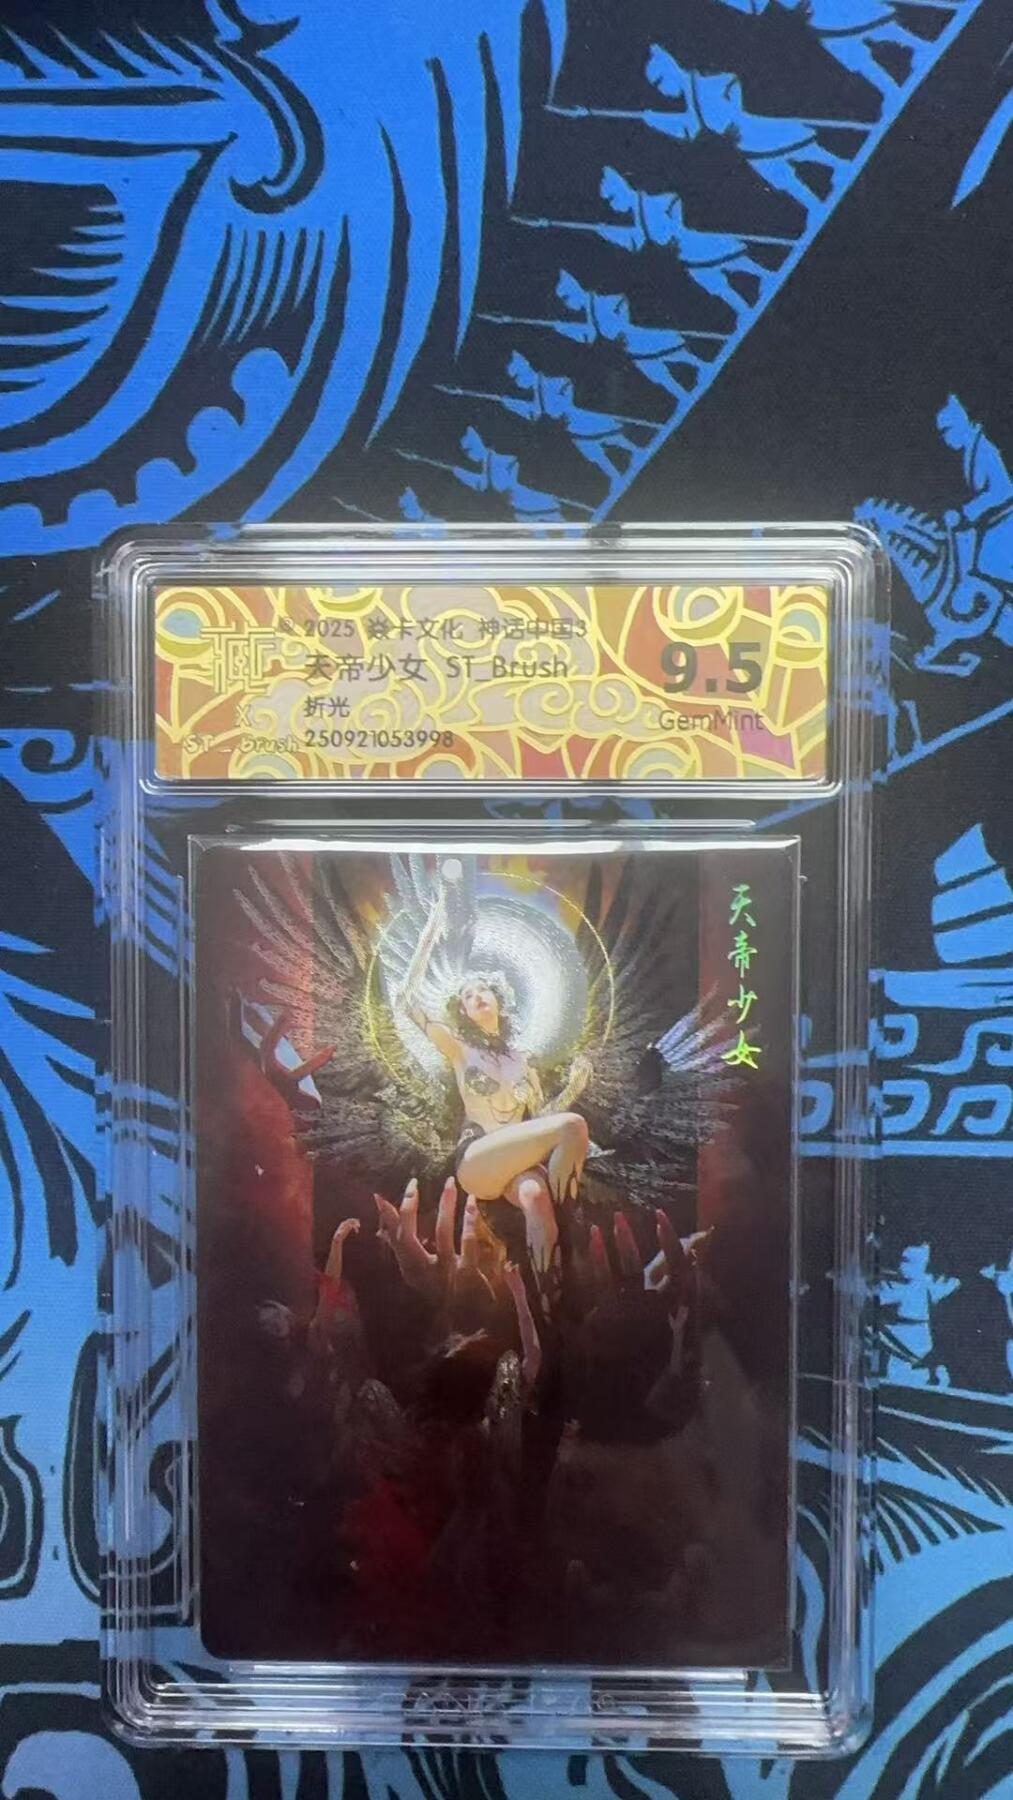 © 2025 焱卡文化 神话中国3
天帝少女 ST_Brush
折光
250921053998
X
ST_Brush
9.5
GemMint
天帝少女